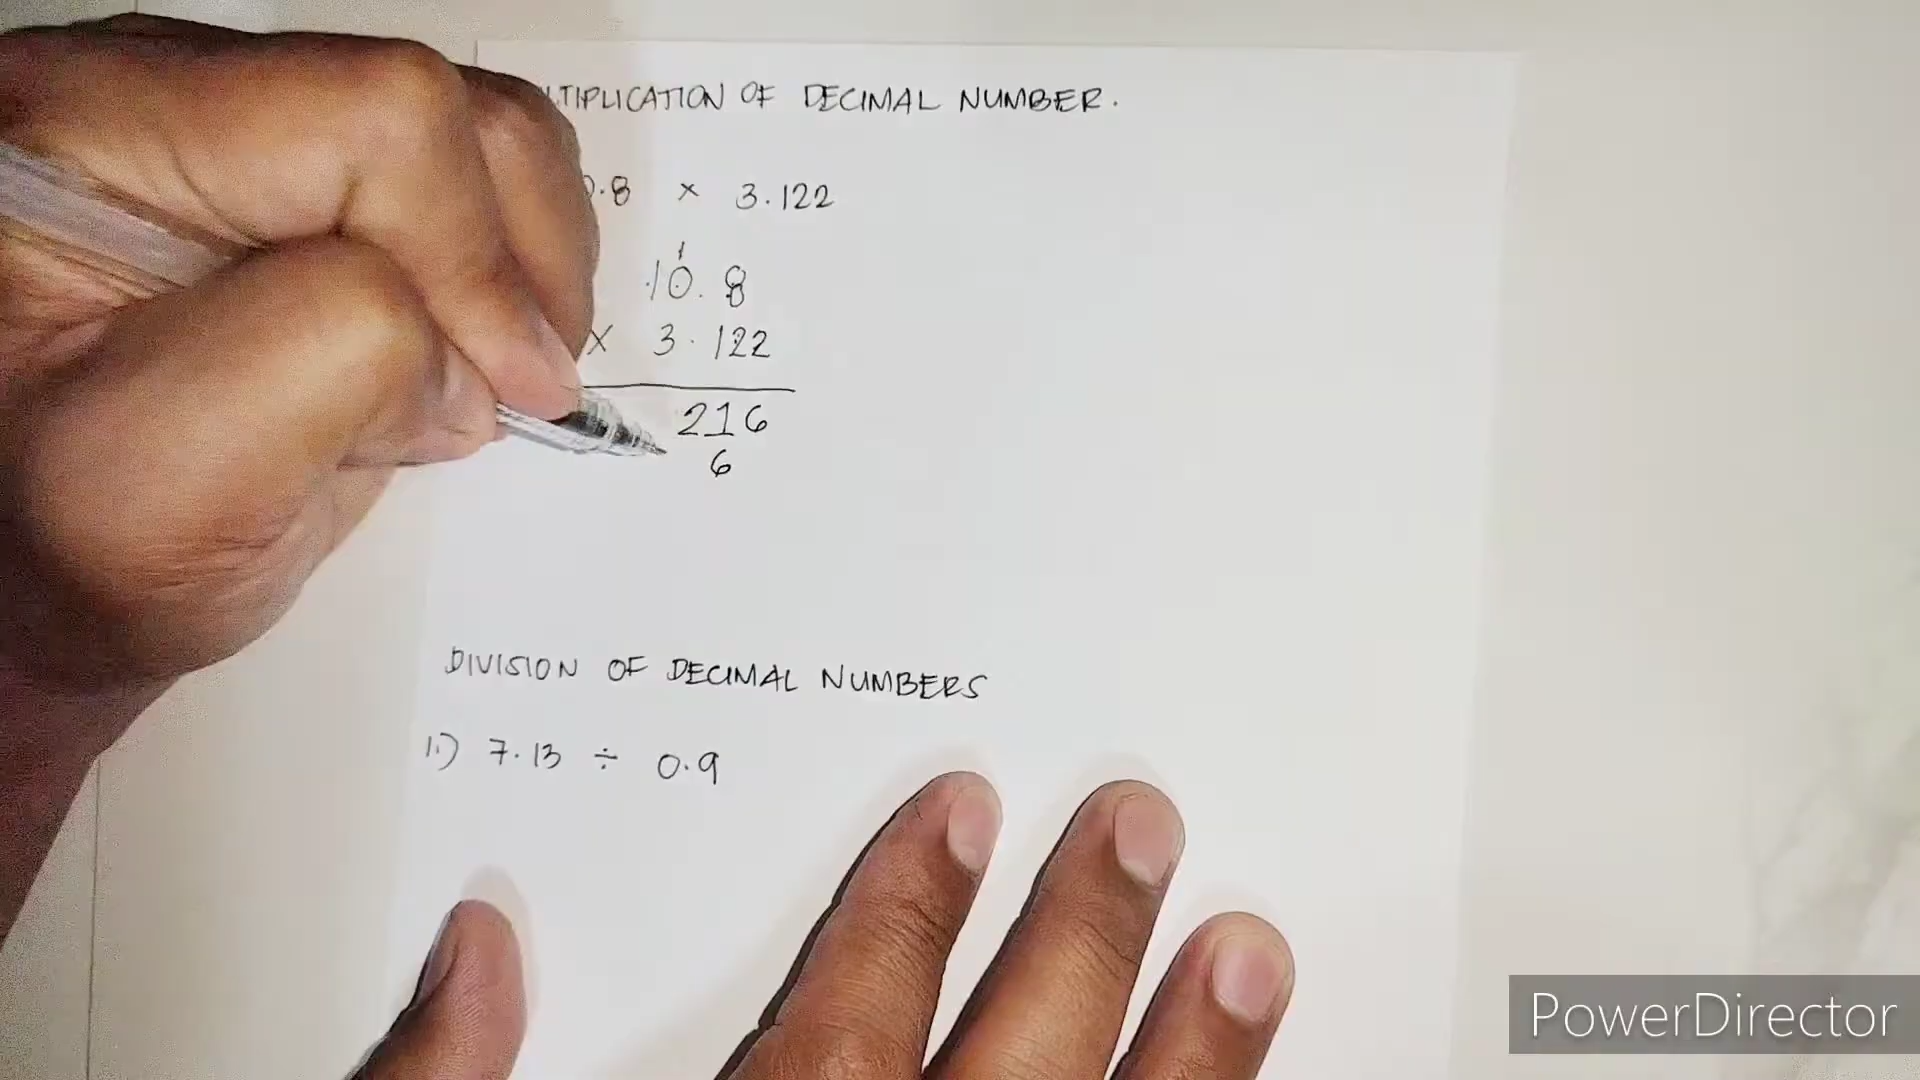 OF DECIMAL NUMBER.
.8 × 3.122
1
10.8
× 3.122
216
6
DIVISION OF DECIMAL NUMBERS
1.) 7.13 ÷ 0.9
PowerDirector